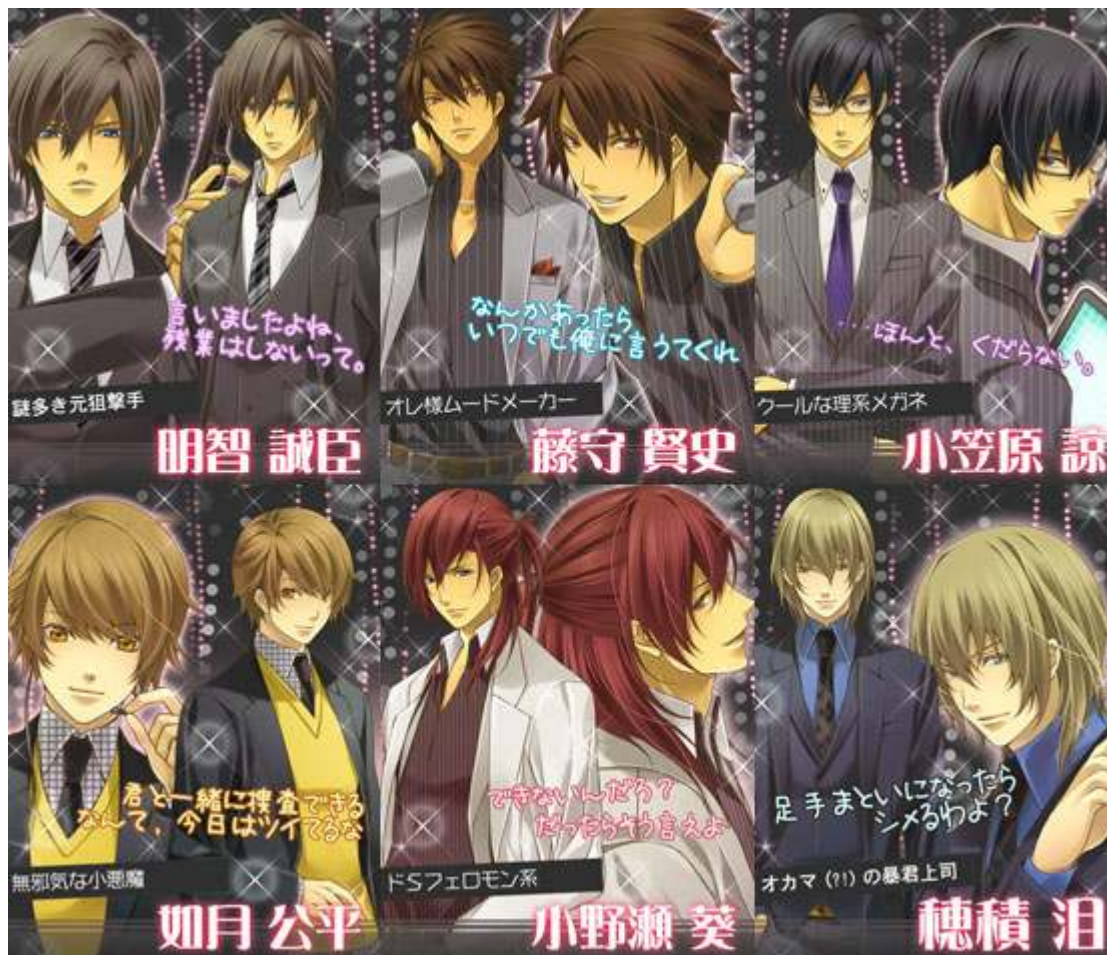 言いましたよね、
残業はしないって。
謎多き元狙撃手
明智 誠臣
なんかあったら
いつでも俺に言うてくれ
オレ様ムードメーカー
藤守 賢史
・・・ほんと、くだらない。
クールな理系メガネ
小笠原 諒
君と一緒に捜査できる
なんて、今日はツイてるな
無邪気な小悪魔
如月 公平
できないんだろ?
だったらそう言えよ
ドSフェロモン系
小野瀬 葵
足手まといになったら
シメるわよ?
オカマ(?!)の暴君上司
穂積 泪